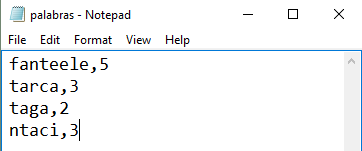 palabras - Notepad
File Edit Format View Help
fanteele,5
tarca,3
taga,2
ntaci,3